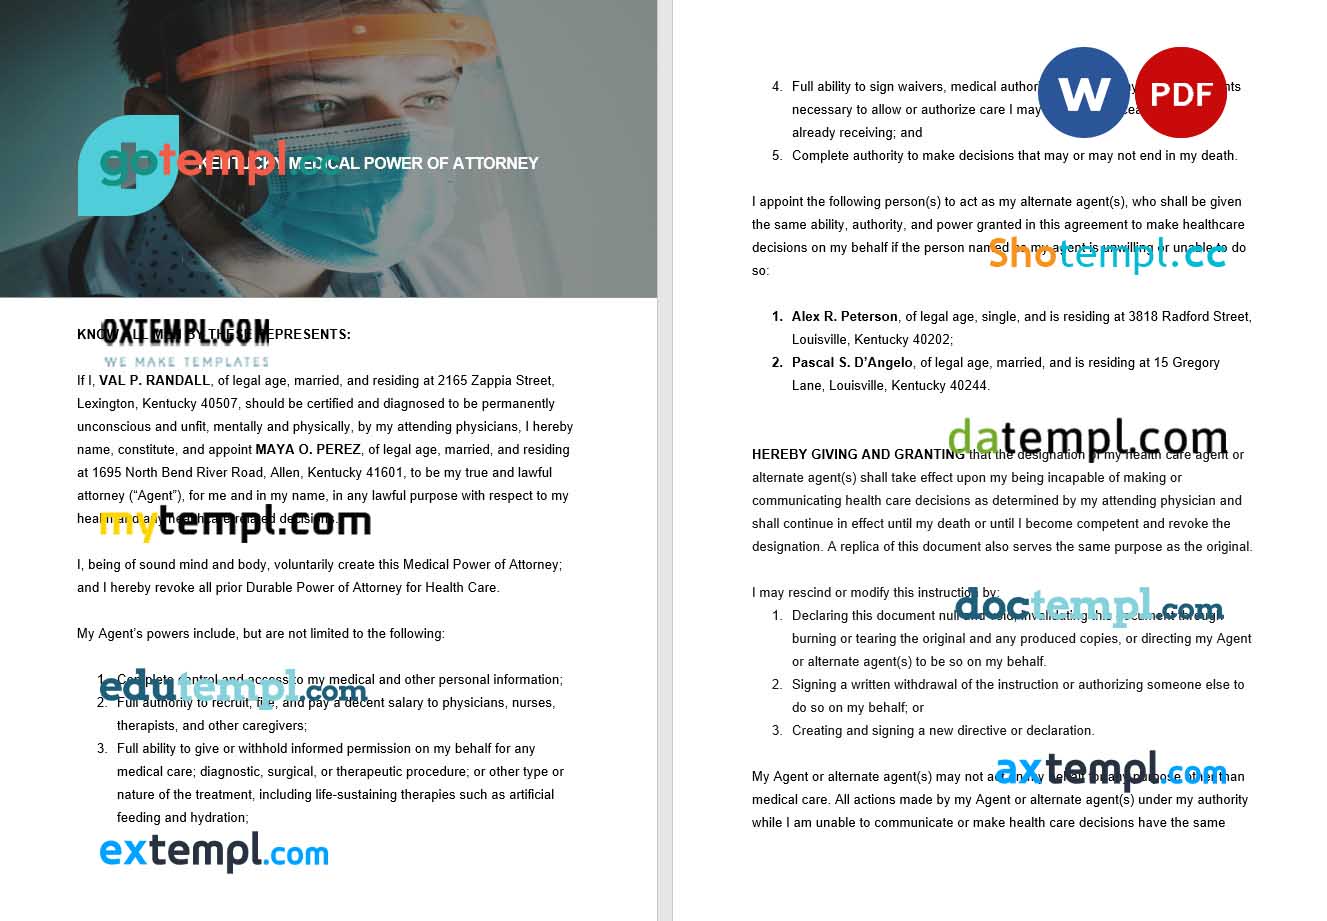 gotempl.cc
KENTUCKY MEDICAL POWER OF ATTORNEY
OXTEMPL.COM
WE MAKE TEMPLATES
KNOW ALL MEN BY THESE REPRESENTS:
If I, VAL P. RANDALL, of legal age, married, and residing at 2165 Zappia Street,
Lexington, Kentucky 40507, should be certified and diagnosed to be permanently
unconscious and unfit, mentally and physically, by my attending physicians, I hereby
name, constitute, and appoint MAYA O. PEREZ, of legal age, married, and residing
at 1695 North Bend River Road, Allen, Kentucky 41601, to be my true and lawful
attorney (“Agent”), for me and in my name, in any lawful purpose with respect to my
health and any healthcare related decisions.
mytempl.com
I, being of sound mind and body, voluntarily create this Medical Power of Attorney;
and I hereby revoke all prior Durable Power of Attorney for Health Care.
My Agent’s powers include, but are not limited to the following:
1. Complete control and access to my medical and other personal information;
edutempl.com
2. Full authority to recruit, fire, and pay a decent salary to physicians, nurses,
therapists, and other caregivers;
3. Full ability to give or withhold informed permission on my behalf for any
medical care; diagnostic, surgical, or therapeutic procedure; or other type or
nature of the treatment, including life-sustaining therapies such as artificial
feeding and hydration;
extempl.com
W PDF
4. Full ability to sign waivers, medical
necessary to allow or authorize care I may
already receiving; and
5. Complete authority to make decisions that may or may not end in my death.
I appoint the following person(s) to act as my alternate agent(s), who shall be given
the same ability, authority, and power granted in this agreement to make healthcare
decisions on my behalf if the person named as my agent is unwilling or unable to do
Shotempl.cc
so:
1. Alex R. Peterson, of legal age, single, and is residing at 3818 Radford Street,
Louisville, Kentucky 40202;
2. Pascal S. D’Angelo, of legal age, married, and is residing at 15 Gregory
Lane, Louisville, Kentucky 40244.
datempl.com
HEREBY GIVING AND GRANTING that the designation of my health care agent or
alternate agent(s) shall take effect upon my being incapable of making or
communicating health care decisions as determined by my attending physician and
shall continue in effect until my death or until I become competent and revoke the
designation. A replica of this document also serves the same purpose as the original.
I may rescind or modify this instruction by:
doctempl.com
1. Declaring this document null and void, invalidating this document through
burning or tearing the original and any produced copies, or directing my Agent
or alternate agent(s) to be so on my behalf.
2. Signing a written withdrawal of the instruction or authorizing someone else to
do so on my behalf; or
3. Creating and signing a new directive or declaration.
axtempl.com
My Agent or alternate agent(s) may not act on my behalf for any purpose other than
medical care. All actions made by my Agent or alternate agent(s) under my authority
while I am unable to communicate or make health care decisions have the same